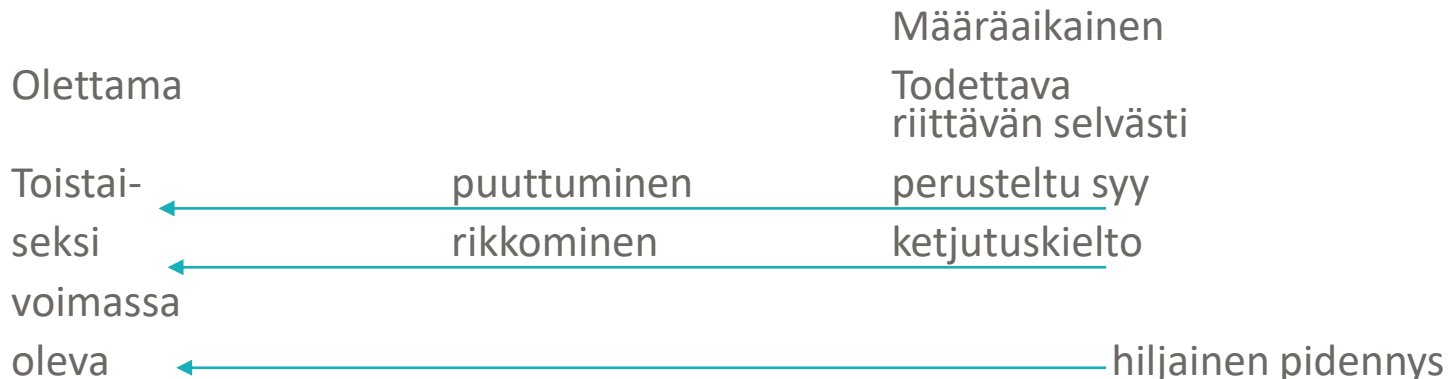 Määräaikainen
Olettama Todettava
riittävän selvästi
Toistai- puuttuminen perusteltu syy
seksi rikkominen ketjutuskielto
voimassa
oleva hiljainen pidennys